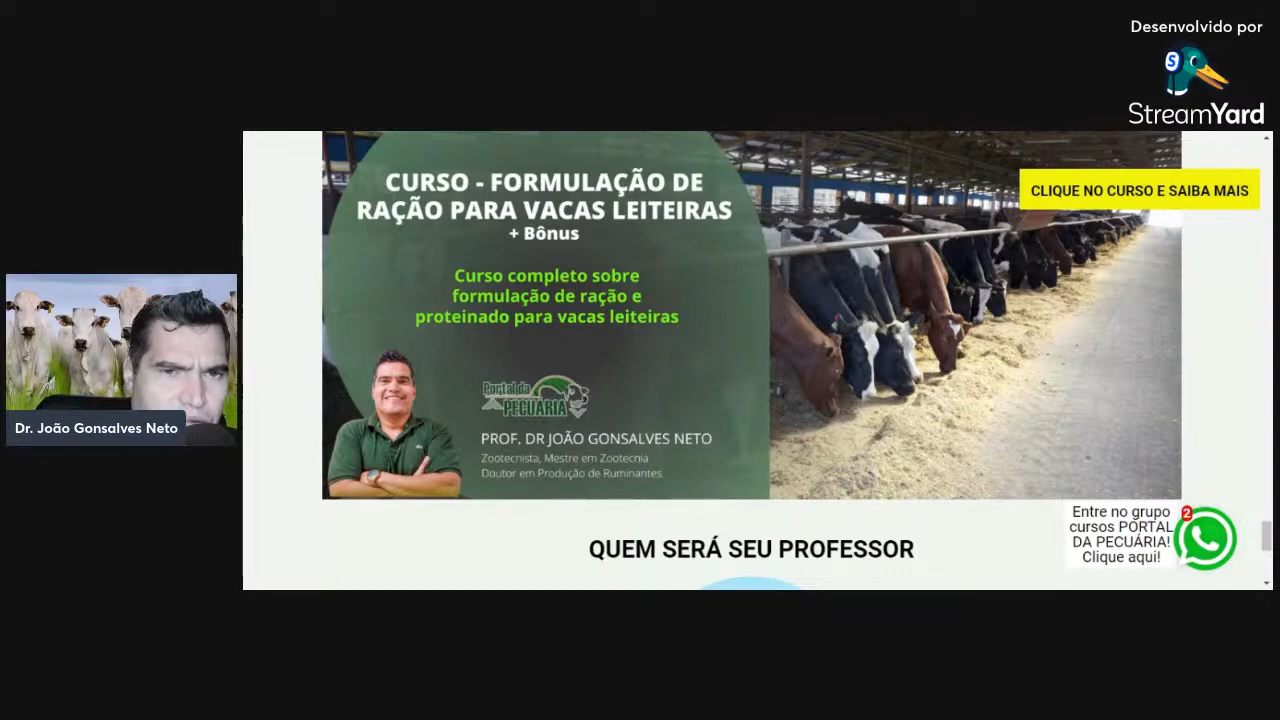 Desenvolvido por
StreamYard
CURSO - FORMULAÇÃO DE
RAÇÃO PARA VACAS LEITEIRAS
+ Bônus
CLIQUE NO CURSO E SAIBA MAIS
Curso completo sobre
formulação de ração e
proteinado para vacas leiteiras
Portal da
PECUÁRIA
Dr. João Gonsalves Neto
PROF. DR JOÃO GONSALVES NETO
Zootecnista, Mestre em Zootecnia
Doutor em Produção de Ruminantes
Entre no grupo
cursos PORTAL
DA PECUÁRIA!
Clique aqui!
2
QUEM SERÁ SEU PROFESSOR